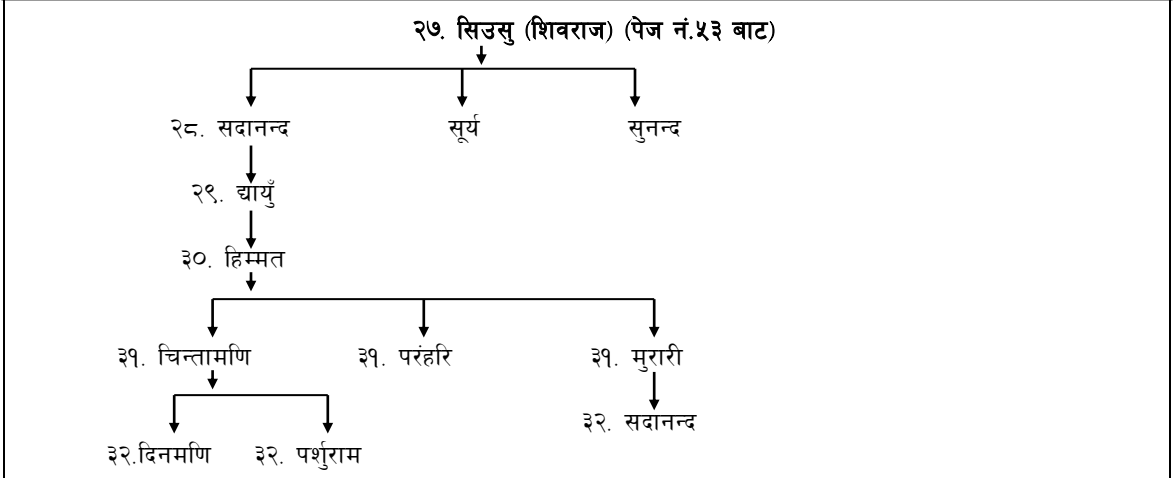 २७. सिउसु (शिवराज) (पेज नं.५३ बाट)
२८. सदानन्द सूर्य सुनन्द
२९. द्यायुँ
३०. हिम्मत
३१. चिन्तामणि ३१. परंहरि ३१. मुरारी
३२. सदानन्द
३२.दिनमणि ३२. पर्शुराम